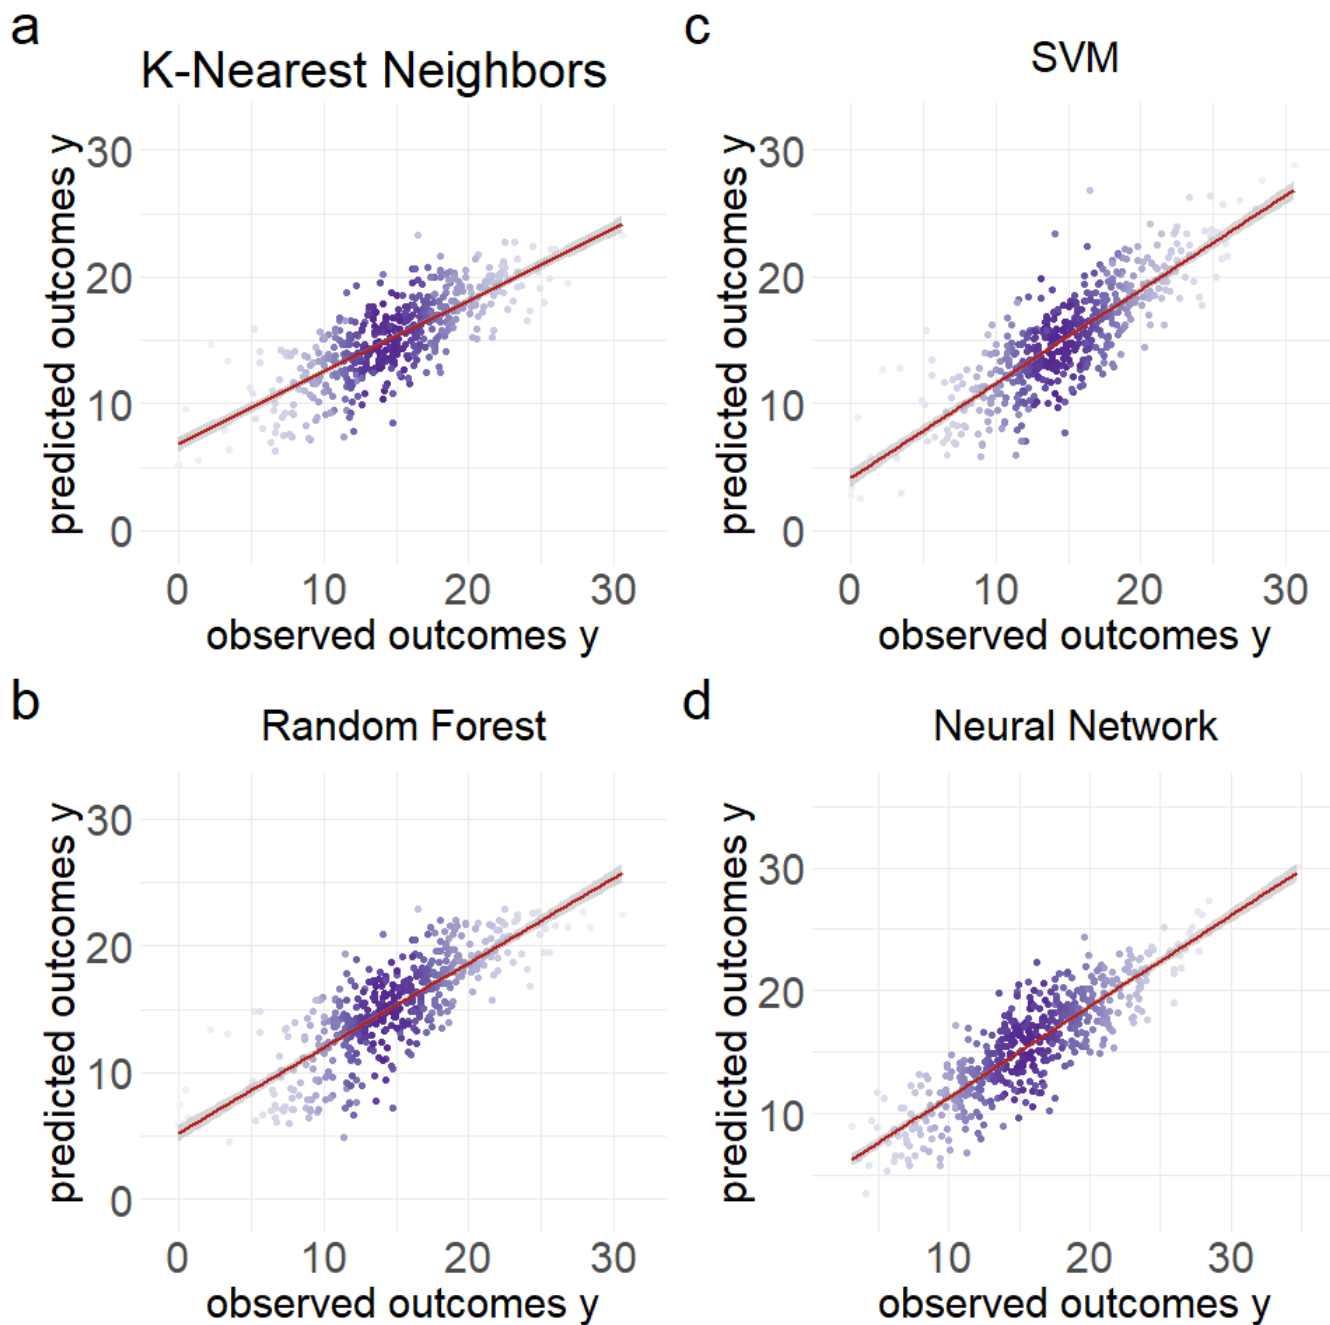 a
K-Nearest Neighbors
predicted outcomes y
30
20
10
0
0 10 20 30
observed outcomes y
c
SVM
predicted outcomes y
30
20
10
0
0 10 20 30
observed outcomes y
b
Random Forest
predicted outcomes y
30
20
10
0
0 10 20 30
observed outcomes y
d
Neural Network
predicted outcomes y
30
20
10
10 20 30
observed outcomes y